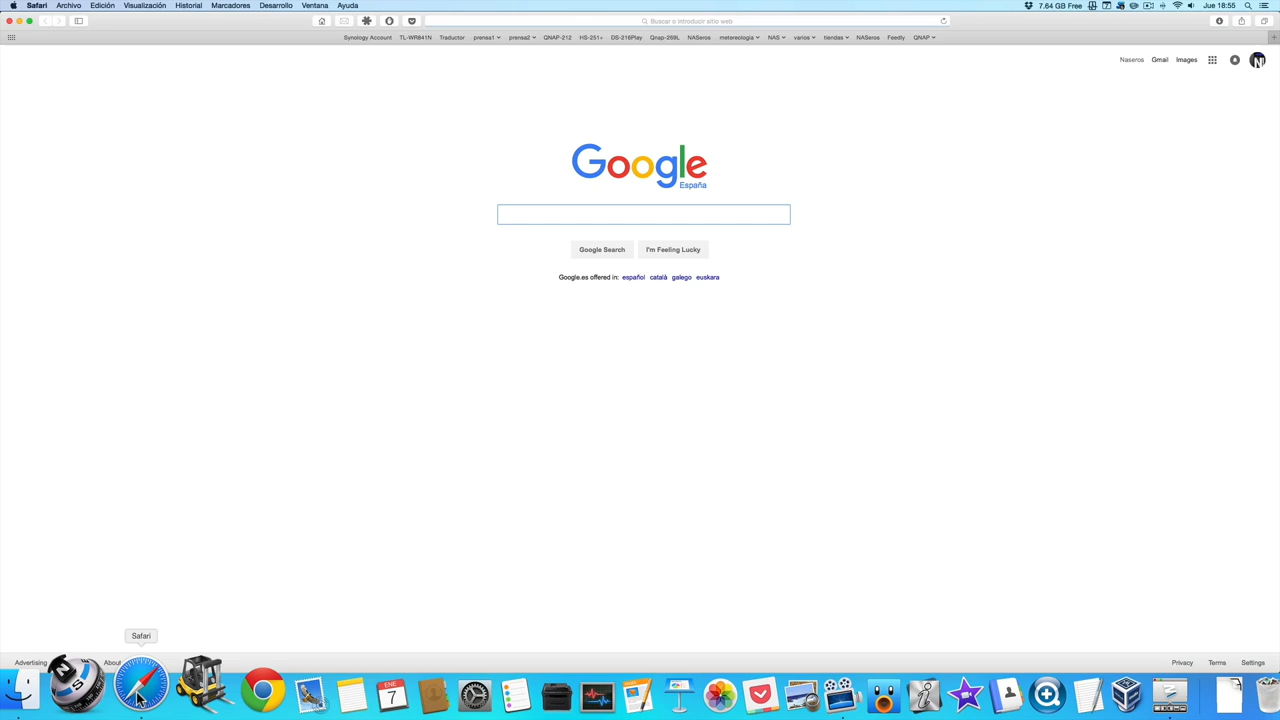 Safari Archivo Edición Visualización Historial Marcadores Desarrollo Ventana Ayuda 7.64 GB Free Jue 18:55
Buscar e introducir sitio web
Synology Account TL-WR841N Traductor prensa1 prensa2 QNAP-212 HS-251+ DS-216Play Qnap-269L NASeros metereologia NAS varios tiendas NASeros Feedly QNAP
Naseros Gmail Images
Google
España
Google Search I'm Feeling Lucky
Google.es offered in: español català galego euskara
Safari
Advertising About Privacy Terms Settings
ENE
7